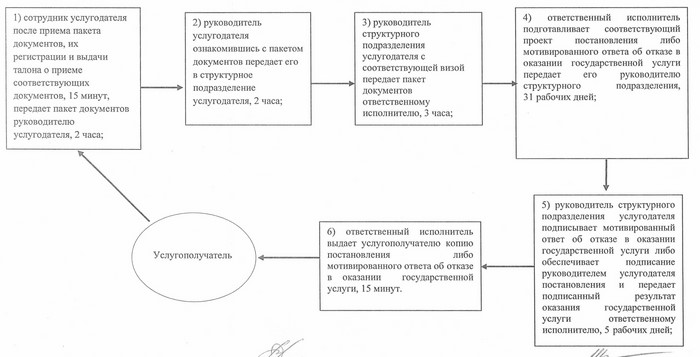 1) сотрудник услугодателя
после приема пакета
документов, их
регистрации и выдачи
талона о приеме
соответствующих
документов, 15 минут,
передает пакет документов
руководителю
услугодателя, 2 часа;
2) руководитель
услугодателя
ознакомившись с пакетом
документов передает его
в структурное
подразделение
услугодателя, 2 часа;
3) руководитель
структурного
подразделения
услугодателя с
соответствующей визой
передает пакет
документов
ответственному
исполнителю, 3 часа;
4) ответственный исполнитель
подготавливает соответствующий
проект постановления либо
мотивированного ответа об отказе в
оказании государственной услуги
передает его руководителю
структурного подразделения,
31 рабочих дней;
5) руководитель структурного
подразделения услугодателя
подписывает мотивированный
ответ об отказе в оказании
государственной услуги либо
обеспечивает подписание
руководителем услугодателя
постановления и передает
подписанный результат
оказания государственной
услуги ответственному
исполнителю, 5 рабочих дней;
6) ответственный исполнитель
выдает услугополучателю копию
постановления либо
мотивированного ответа об отказе
в оказании государственной
услуги, 15 минут.
Услугополучатель